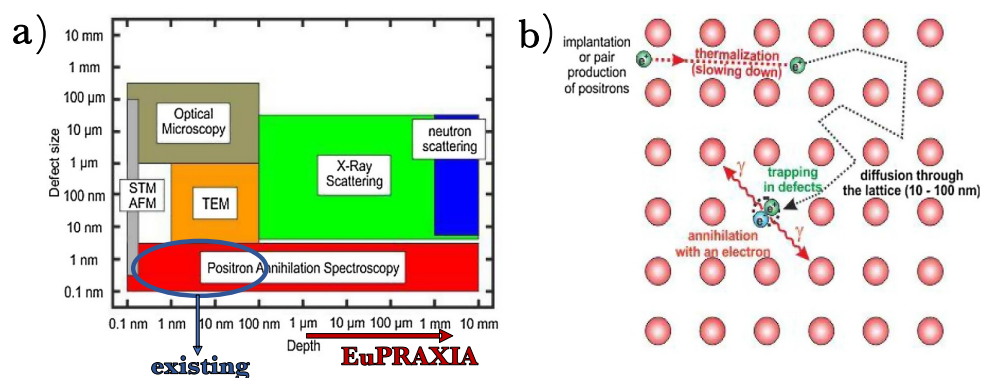 a)
Defect size
10 mm
1 mm
100 µm
10 µm
1 µm
100 nm
10 nm
1 nm
0.1 nm
Optical
Microscopy
STM
AFM
TEM
X-Ray
Scattering
neutron
scattering
Positron Annihilation Spectroscopy
0.1 nm 1 nm 10 nm 100 nm 1 µm 10 µm 100 µm 1 mm 10 mm
Depth
existing
EuPRAXIA
b)
implantation
or pair
production
of positrons
e+
thermalization
(slowing down)
e+
diffusion through
the lattice (10 - 100 nm)
γ
trapping
in defects
e+
e-
annihilation
with an electron
γ